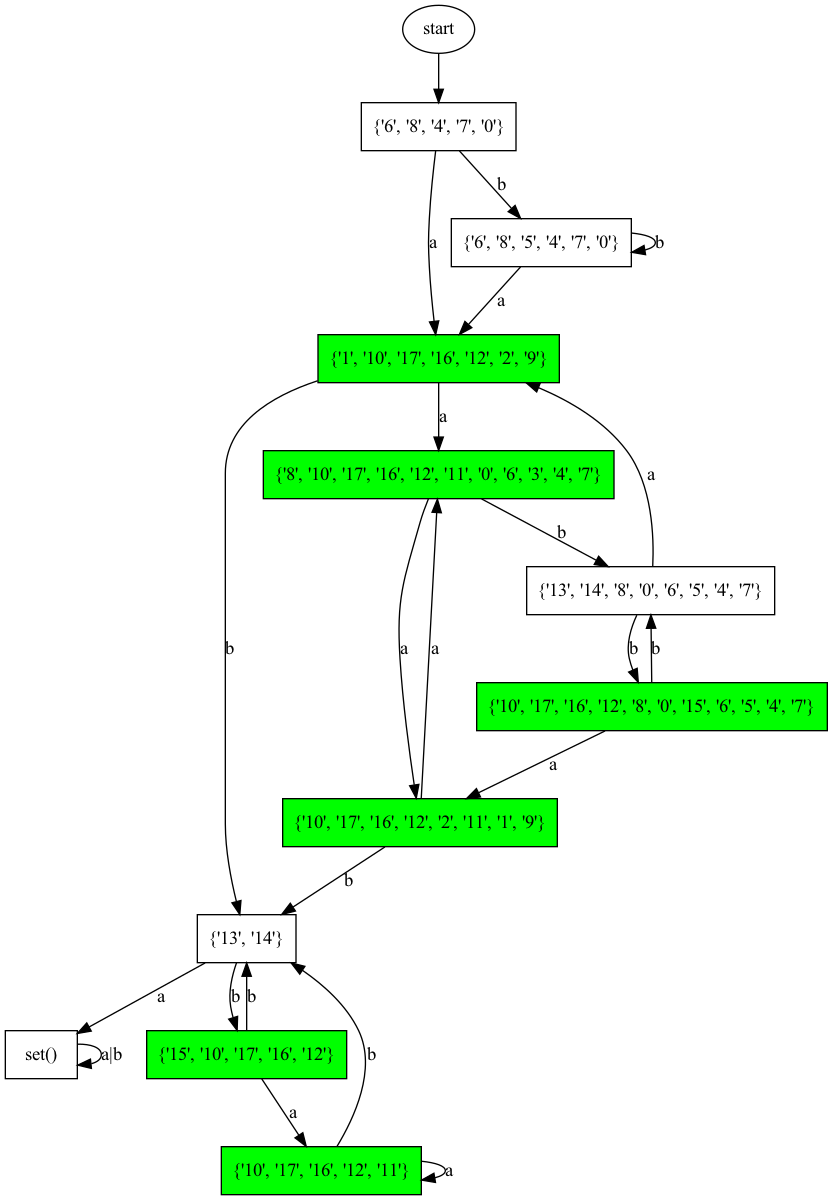 start
{'6', '8', '4', '7', '0'}
b
{'6', '8', '5', '4', '7', '0'}
a
b
a
{'1', '10', '17', '16', '12', '2', '9'}
a
{'8', '10', '17', '16', '12', '11', '0', '6', '3', '4', '7'}
a
b
{'13', '14', '8', '0', '6', '5', '4', '7'}
b
a
a
b
b
{'10', '17', '16', '12', '8', '0', '15', '6', '5', '4', '7'}
a
{'10', '17', '16', '12', '2', '11', '1', '9'}
b
{'13', '14'}
a
b
b
set()
a|b
{'15', '10', '17', '16', '12'}
b
a
{'10', '17', '16', '12', '11'}
a